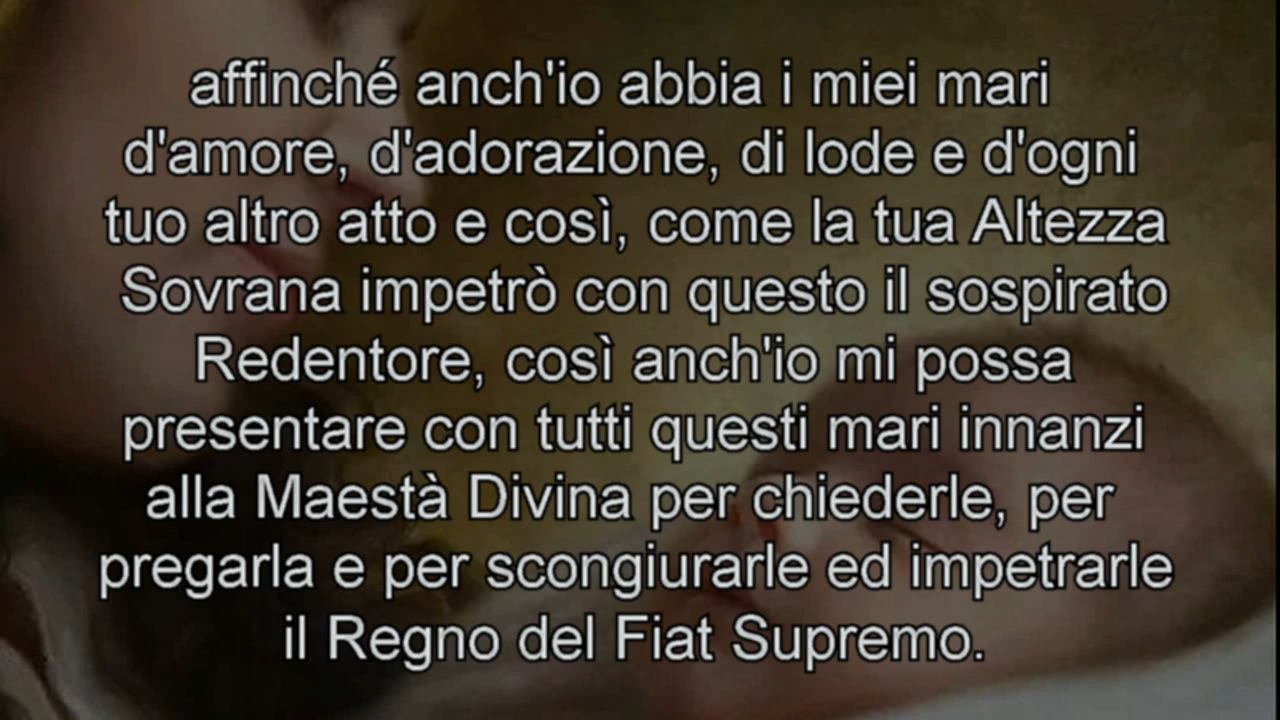 affinché anch'io abbia i miei mari
d'amore, d'adorazione, di lode e d'ogni
tuo altro atto e così, come la tua Altezza
Sovrana impetrò con questo il sospirato
Redentore, così anch'io mi possa
presentare con tutti questi mari innanzi
alla Maestà Divina per chiederle, per
pregarla e per scongiurarle ed impetrarle
il Regno del Fiat Supremo.